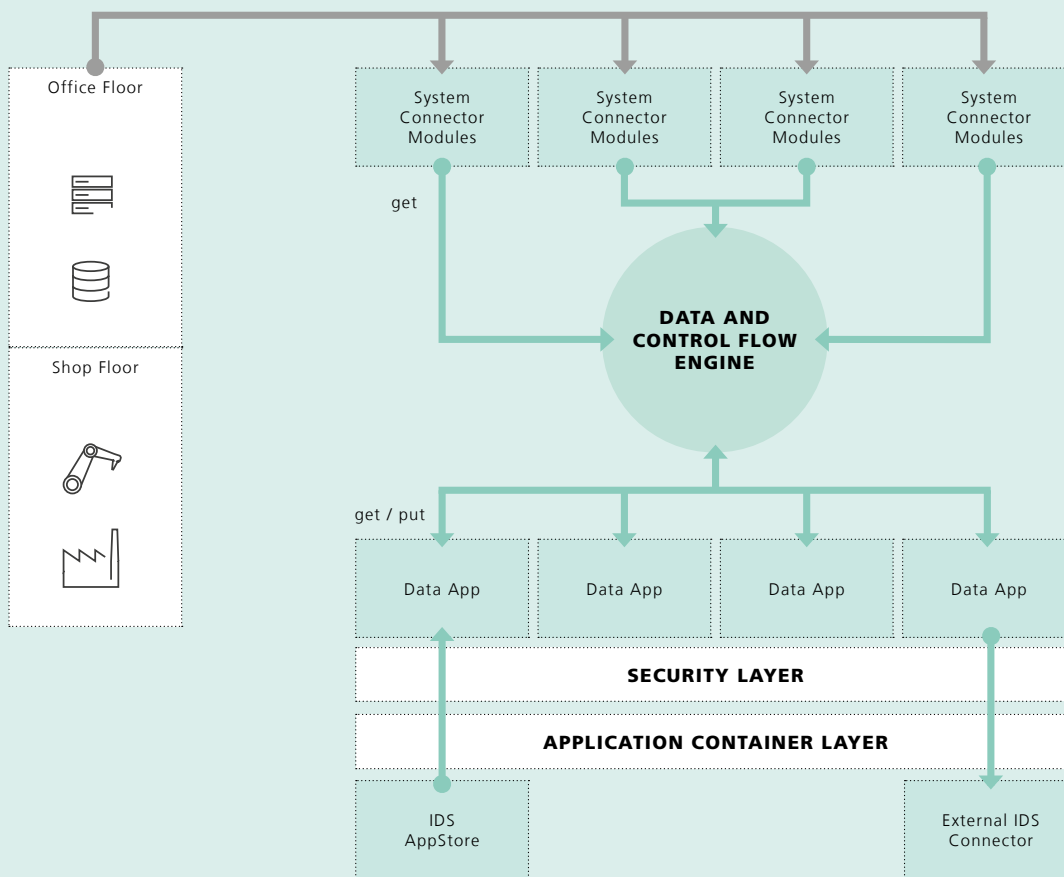 Office Floor
System
Connector
Modules
System
Connector
Modules
System
Connector
Modules
System
Connector
Modules
get
DATA AND
CONTROL FLOW
ENGINE
Shop Floor
get / put
Data App
Data App
Data App
Data App
SECURITY LAYER
APPLICATION CONTAINER LAYER
IDS
AppStore
External IDS
Connector